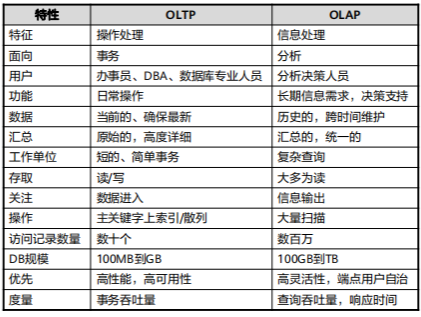 特性 OLTP OLAP
特征 操作处理 信息处理
面向 事务 分析
用户 办事员、DBA、数据库专业人员 分析决策人员
功能 日常操作 长期信息需求，决策支持
数据 当前的、确保最新 历史的，跨时间维护
汇总 原始的，高度详细 汇总的，统一的
工作单位 短的、简单事务 复杂查询
存取 读/写 大多为读
关注 数据进入 信息输出
操作 主关键字上索引/散列 大量扫描
访问记录数量 数十个 数百万
DB规模 100MB到GB 100GB到TB
优先 高性能，高可用性 高灵活性，端点用户自治
度量 事务吞吐量 查询吞吐量，响应时间